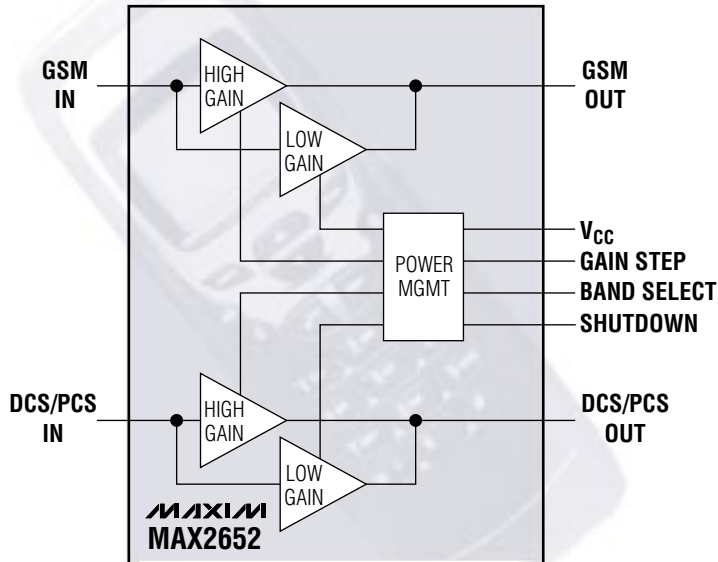 GSM
IN
HIGH
GAIN
GSM
OUT
LOW
GAIN
POWER
MGMT
VCC
GAIN STEP
BAND SELECT
SHUTDOWN
DCS/PCS
IN
HIGH
GAIN
DCS/PCS
OUT
LOW
GAIN
MAXIM
MAX2652